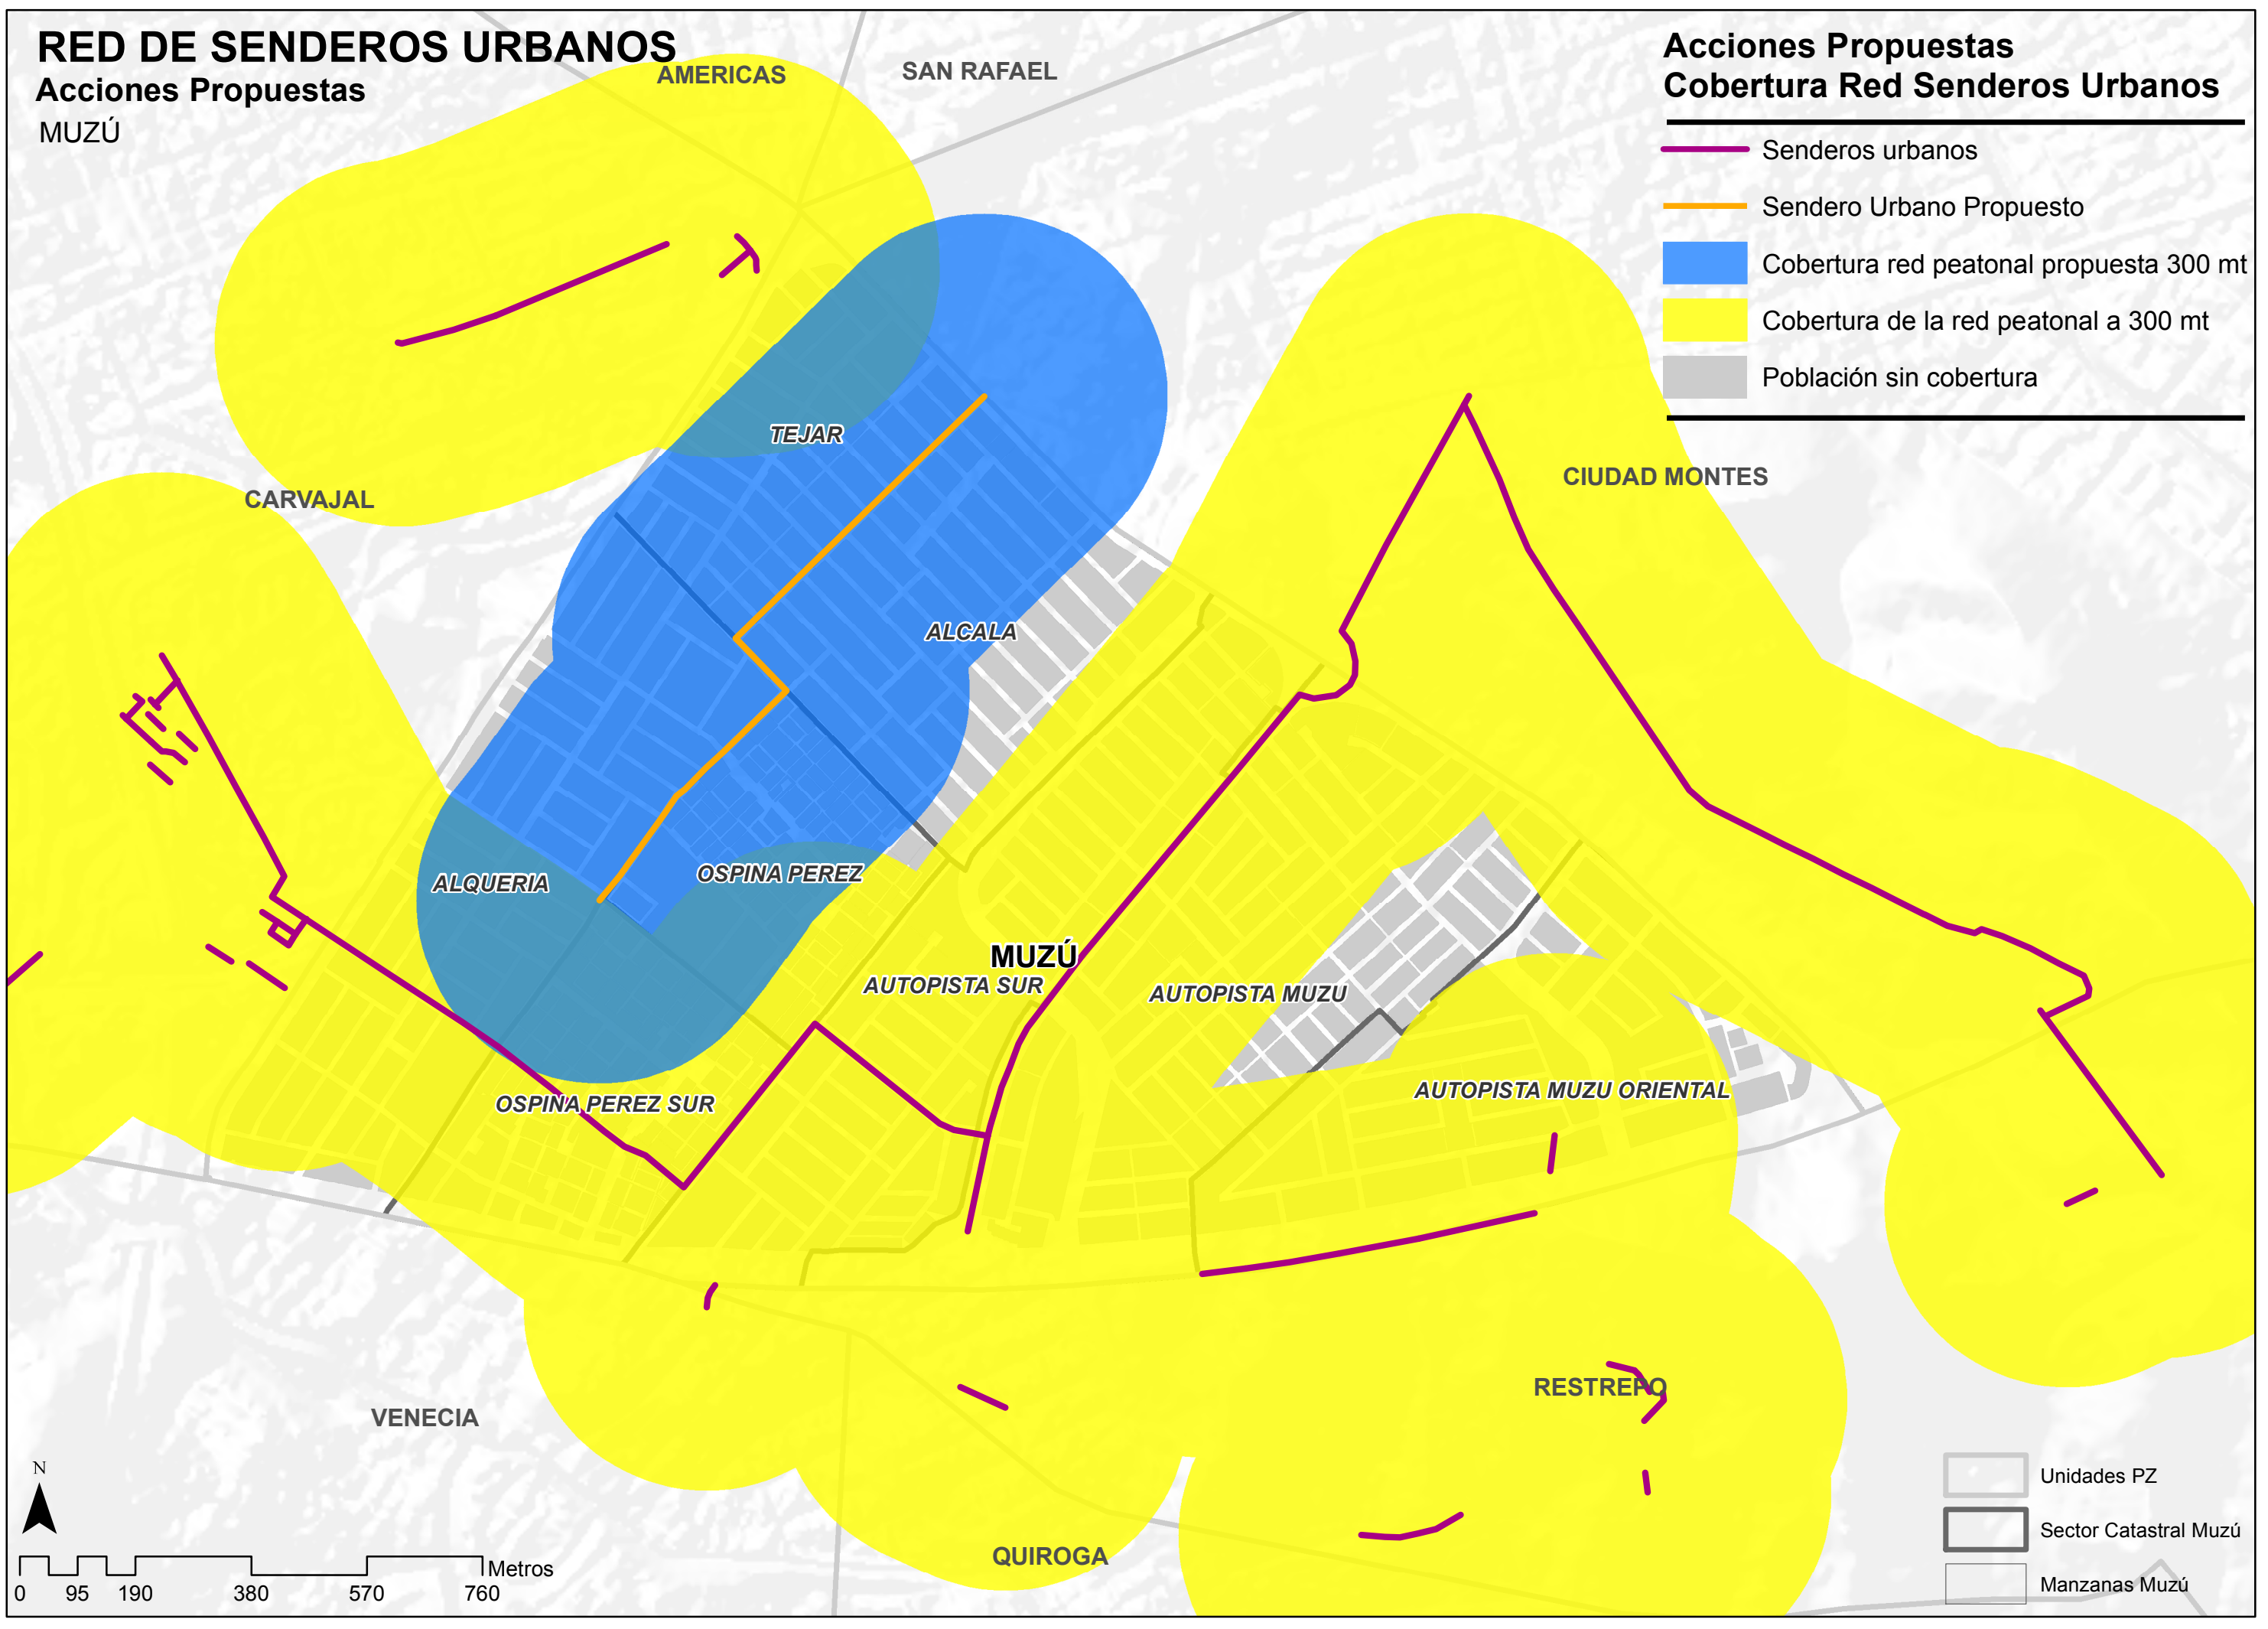 RED DE SENDEROS URBANOS
Acciones Propuestas
MUZÚ
Acciones Propuestas
Cobertura Red Senderos Urbanos
Senderos urbanos
Sendero Urbano Propuesto
Cobertura red peatonal propuesta 300 mt
Cobertura de la red peatonal a 300 mt
Población sin cobertura
AMERICAS
SAN RAFAEL
TEJAR
CIUDAD MONTES
CARVAJAL
ALCALA
OSPINA PEREZ
ALQUERIA
MUZÚ
AUTOPISTA SUR
AUTOPISTA MUZU
AUTOPISTA MUZU ORIENTAL
OSPINA PEREZ SUR
RESTREPO
VENECIA
QUIROGA
N
Metros
0 95 190 380 570 760
Unidades PZ
Sector Catastral Muzú
Manzanas Muzú